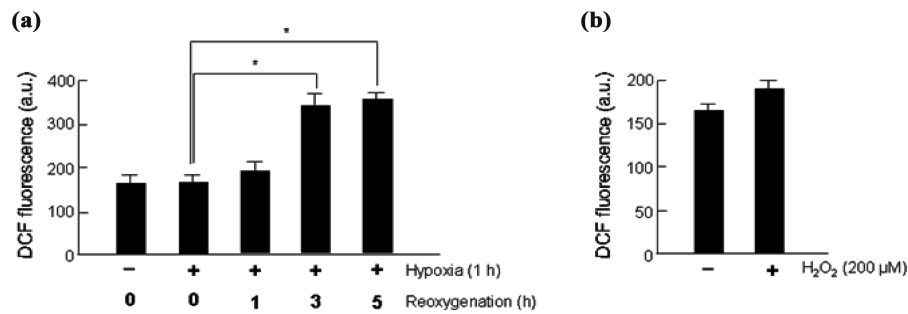 (a)
*
*
DCF fluorescence (a.u.)
400
300
200
100
0
− + + + + Hypoxia (1 h)
0 0 1 3 5 Reoxygenation (h)
(b)
DCF fluorescence (a.u.)
200
150
100
50
0
− + H₂O₂ (200 µM)